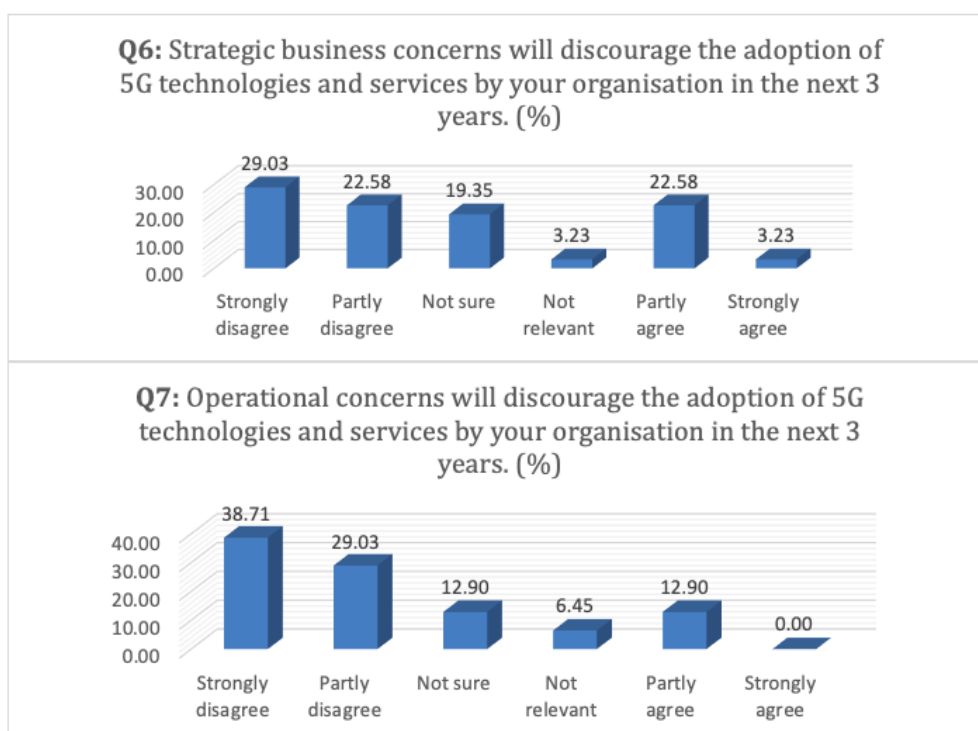 Q6: Strategic business concerns will discourage the adoption of
5G technologies and services by your organisation in the next 3
years. (%)
29.03
22.58
19.35
3.23
22.58
3.23
30.00
20.00
10.00
0.00
Strongly disagree
Partly disagree
Not sure
Not relevant
Partly agree
Strongly agree
Q7: Operational concerns will discourage the adoption of 5G
technologies and services by your organisation in the next 3
years. (%)
38.71
29.03
12.90
6.45
12.90
0.00
40.00
30.00
20.00
10.00
0.00
Strongly disagree
Partly disagree
Not sure
Not relevant
Partly agree
Strongly agree